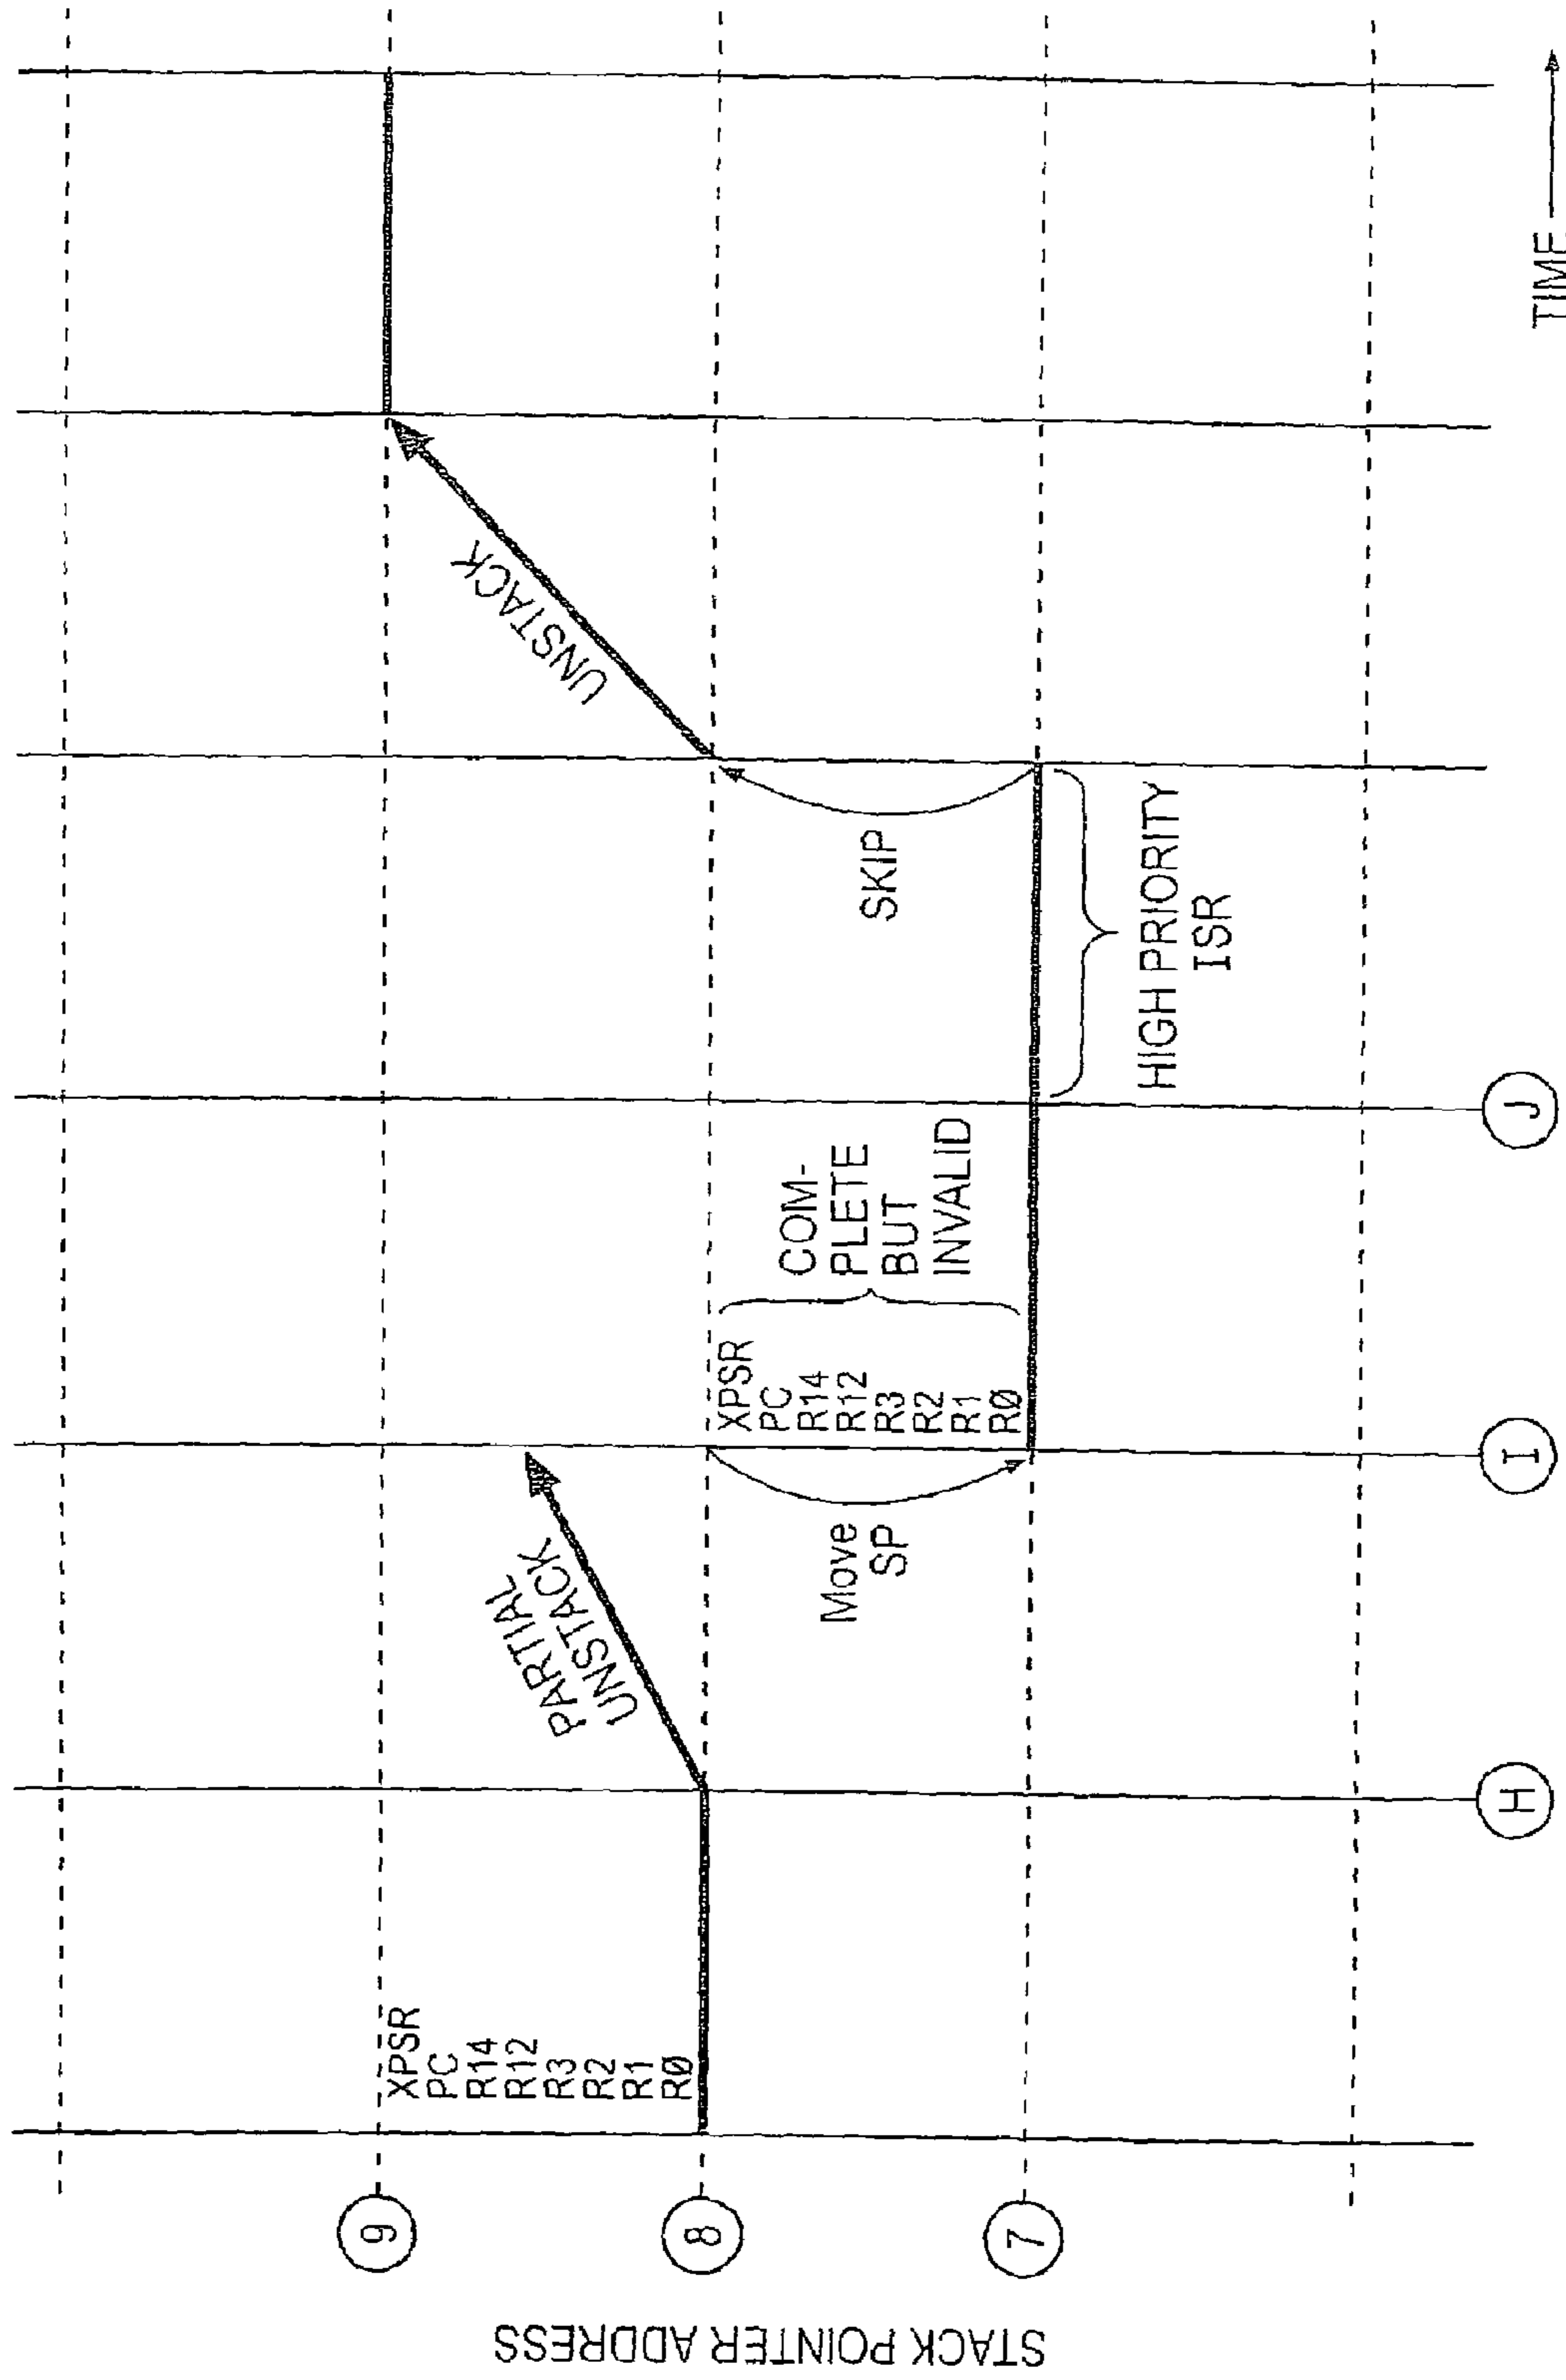 STACK POINTER ADDRESS
9
8
7
XPSR
PC
R14
R12
R3
R2
R1
RØ
PARTIAL
UNSTACK
Move
SP
XPSR
PC
R14
R12
R3
R2
R1
RØ
COM-
PLETE
BUT
INVALID
SKIP
UNSTACK
HIGH PRIORITY
ISR
H
I
J
TIME